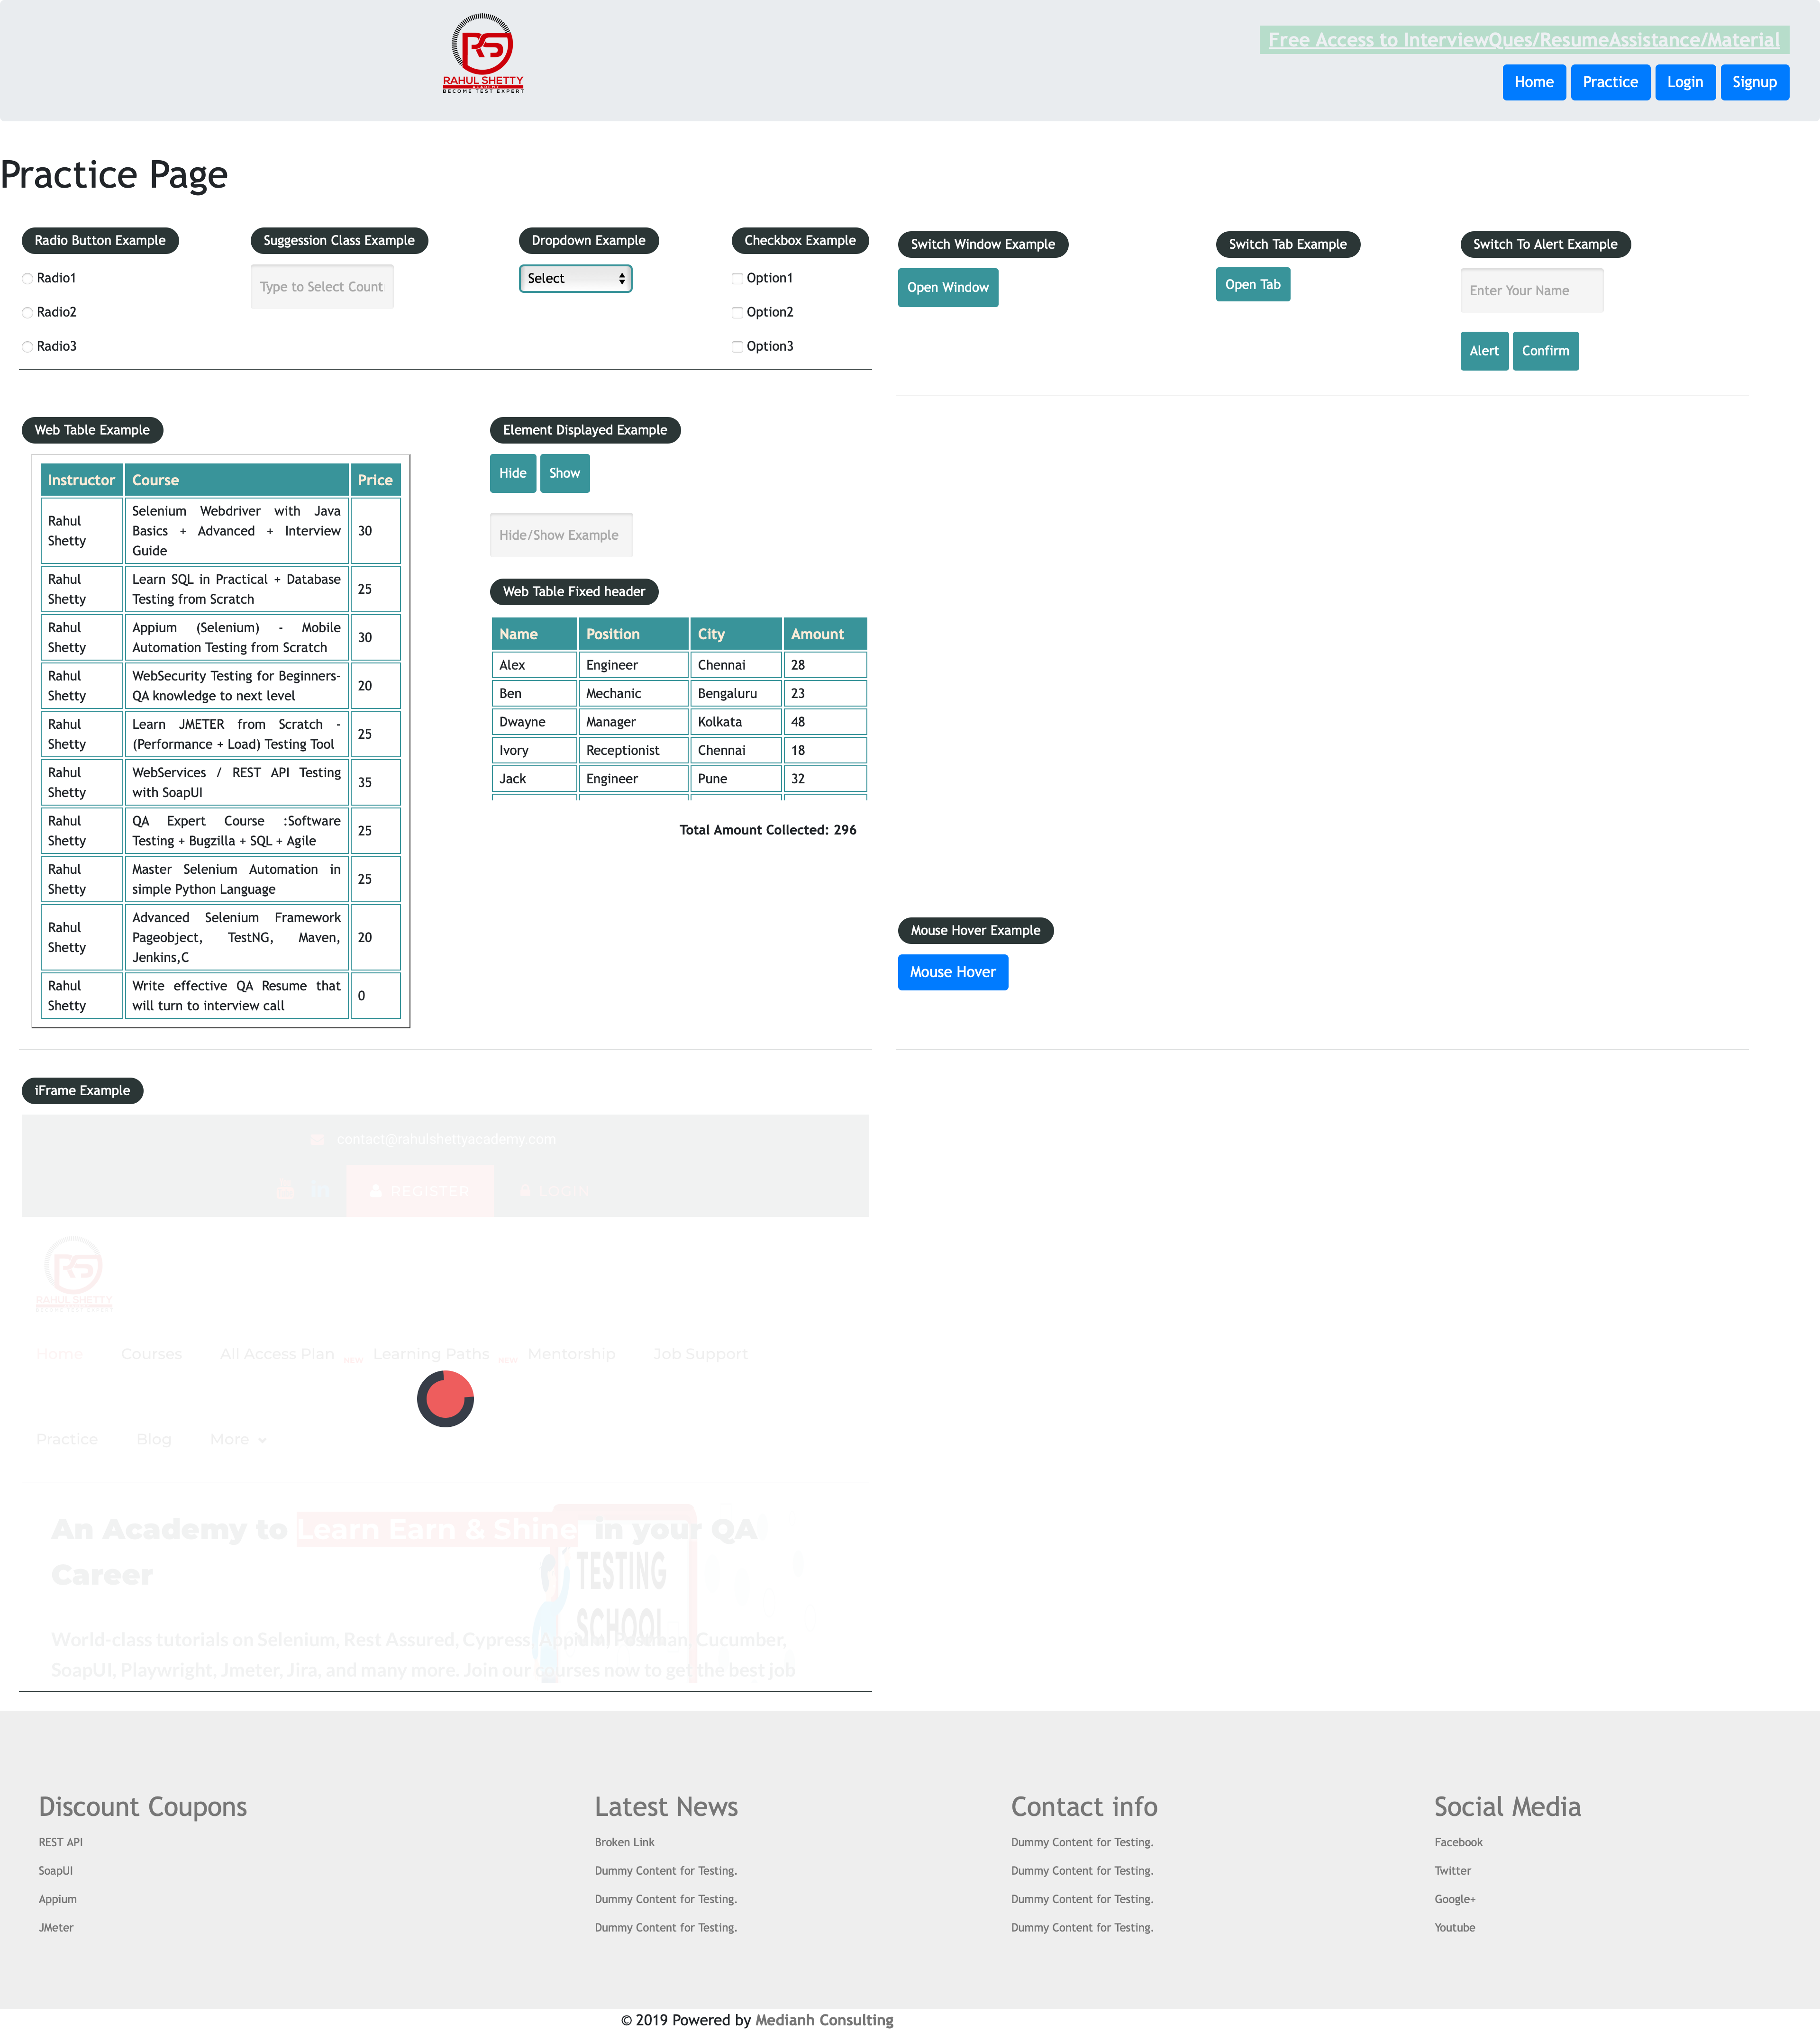 RAHUL SHETTY
ACADEMY
BECOME TEST EXPERT
Free Access to InterviewQues/ResumeAssistance/Material
Home Practice Login Signup
Practice Page
Radio Button Example
Radio1
Radio2
Radio3
Suggession Class Example
Type to Select Count
Dropdown Example
Select
Checkbox Example
Option1
Option2
Option3
Switch Window Example
Open Window
Switch Tab Example
Open Tab
Switch To Alert Example
Enter Your Name
Alert Confirm
Web Table Example
Instructor Course Price
Rahul Shetty Selenium Webdriver with Java Basics + Advanced + Interview Guide 30
Rahul Shetty Learn SQL in Practical + Database Testing from Scratch 25
Rahul Shetty Appium (Selenium) - Mobile Automation Testing from Scratch 30
Rahul Shetty WebSecurity Testing for Beginners-QA knowledge to next level 20
Rahul Shetty Learn JMETER from Scratch - (Performance + Load) Testing Tool 25
Rahul Shetty WebServices / REST API Testing with SoapUI 35
Rahul Shetty QA Expert Course :Software Testing + Bugzilla + SQL + Agile 25
Rahul Shetty Master Selenium Automation in simple Python Language 25
Rahul Shetty Advanced Selenium Framework Pageobject, TestNG, Maven, Jenkins,C 20
Rahul Shetty Write effective QA Resume that will turn to interview call 0
Element Displayed Example
Hide Show
Hide/Show Example
Web Table Fixed header
Name Position City Amount
Alex Engineer Chennai 28
Ben Mechanic Bengaluru 23
Dwayne Manager Kolkata 48
Ivory Receptionist Chennai 18
Jack Engineer Pune 32
Total Amount Collected: 296
Mouse Hover Example
Mouse Hover
iFrame Example
contact@rahulshettyacademy.com
REGISTER LOGIN
RAHUL SHETTY
Home Courses All Access Plan NEW Learning Paths NEW Mentorship Job Support
Practice Blog More
An Academy to Learn Earn & Shine in your QA
Career
TESTING
SCHOOL
World-class tutorials on Selenium, Rest Assured, Cypress, Appium, Postman, Cucumber,
SoapUI, Playwright, Jmeter, Jira, and many more. Join our courses now to get the best job
Discount Coupons
REST API
SoapUI
Appium
JMeter
Latest News
Broken Link
Dummy Content for Testing.
Dummy Content for Testing.
Dummy Content for Testing.
Contact info
Dummy Content for Testing.
Dummy Content for Testing.
Dummy Content for Testing.
Dummy Content for Testing.
Social Media
Facebook
Twitter
Google+
Youtube
© 2019 Powered by Medianh Consulting